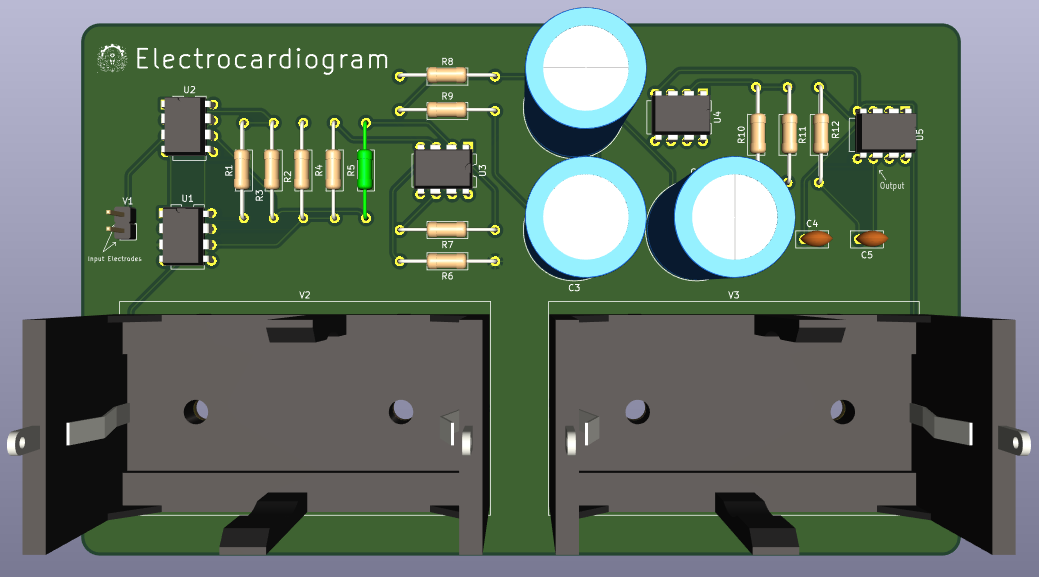 Electrocardiogram
R8
U2
R9
U4
R10
R11
R12
U5
R1
R3
R2
R4
R5
U3
Output
V1
U1
Input Electrodes
R7
C4
C5
R6
C3
V2
V3